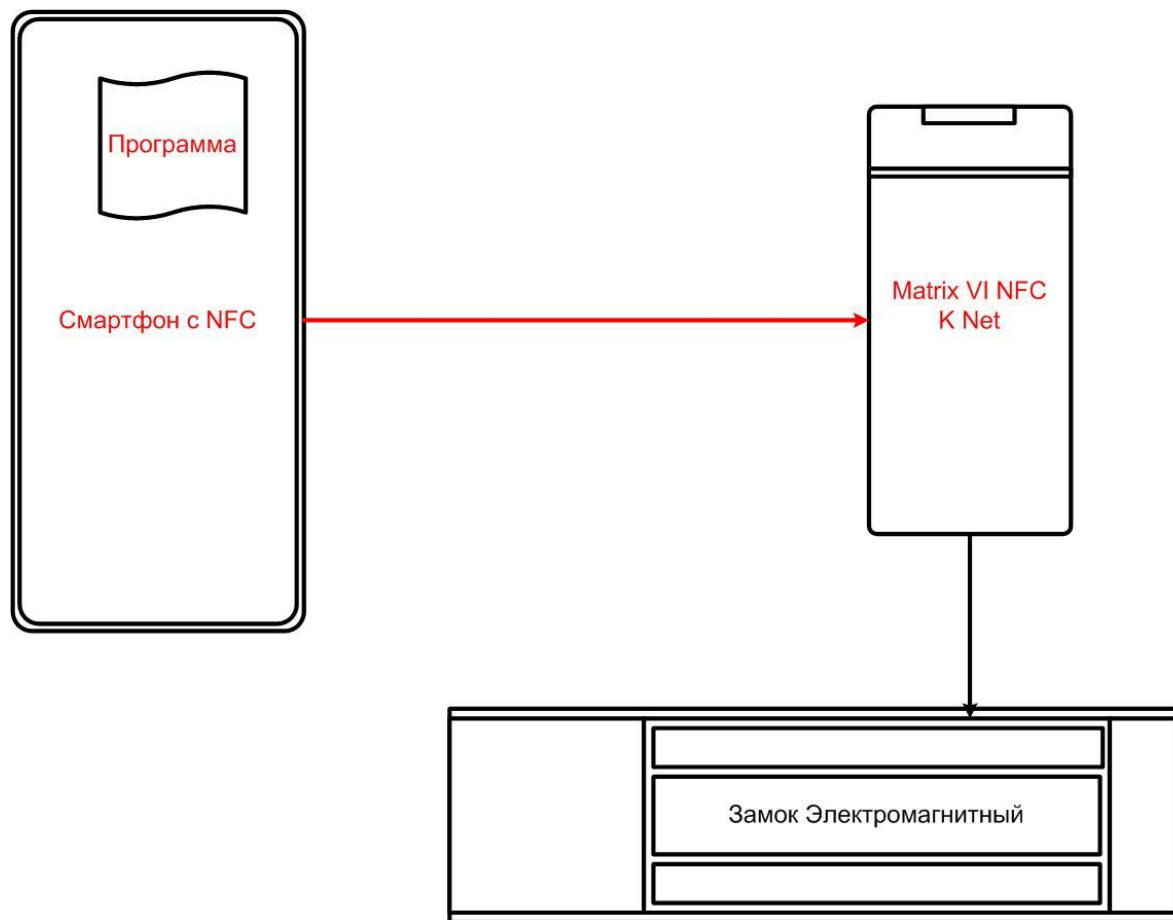 Программа
Смартфон с NFC
Matrix VI NFC
K Net
Замок Электромагнитный